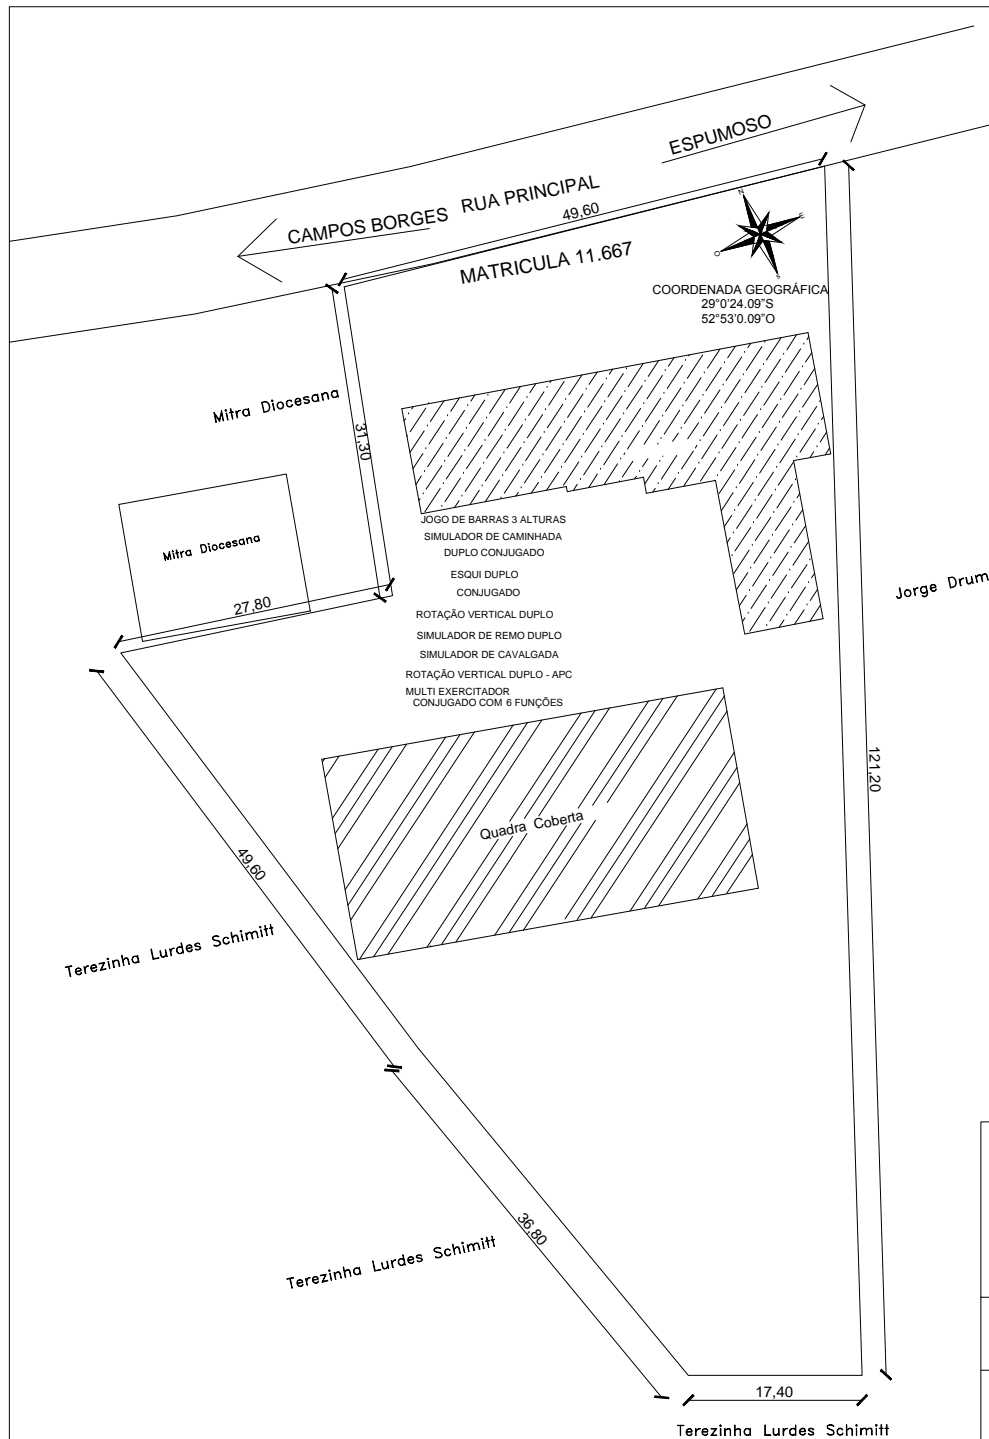 ESPUMOSO
CAMPOS BORGES RUA PRINCIPAL
49,60
MATRICULA 11.667
N
E
O
S
COORDENADA GEOGRÁFICA
29°0'24.09"S
52°53'0.09"O
Mitra Diocesana
31,30
Mitra Diocesana
27,80
JOGO DE BARRAS 3 ALTURAS
SIMULADOR DE CAMINHADA
DUPLO CONJUGADO
ESQUI DUPLO
CONJUGADO
ROTAÇÃO VERTICAL DUPLO
SIMULADOR DE REMO DUPLO
SIMULADOR DE CAVALGADA
ROTAÇÃO VERTICAL DUPLO - APC
MULTI EXERCITADOR
CONJUGADO COM 6 FUNÇÕES
Jorge Drum
121,20
Quadra Coberta
49,60
Terezinha Lurdes Schimitt
36,80
Terezinha Lurdes Schimitt
17,40
Terezinha Lurdes Schimitt